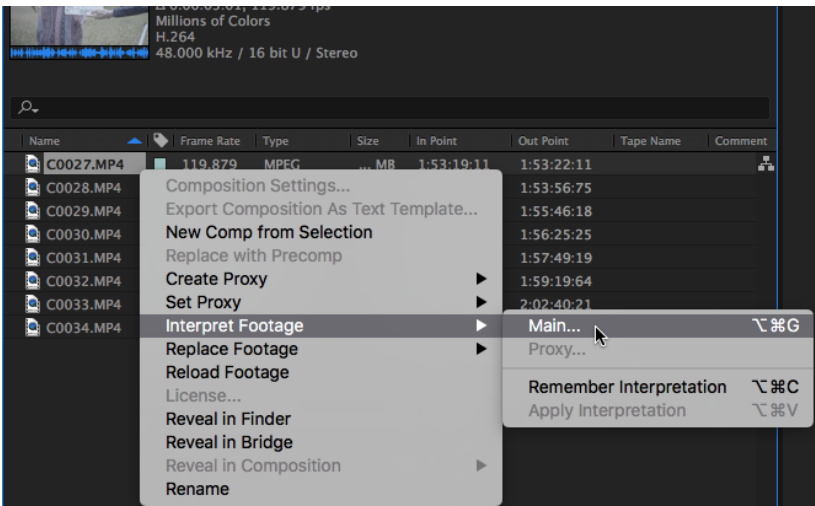 Millions of Colors
H.264
48.000 kHz / 16 bit U / Stereo
Name Frame Rate Type Size In Point Out Point Tape Name Comment
C0027.MP4 119.879 MPEG ... MB 1:53:19:11 1:53:22:11
C0028.MP4 1:53:56:75
C0029.MP4 1:55:46:18
C0030.MP4 1:56:25:25
C0031.MP4 1:57:49:19
C0032.MP4 1:59:19:64
C0033.MP4 2:02:40:21
C0034.MP4
Composition Settings...
Export Composition As Text Template...
New Comp from Selection
Replace with Precomp
Create Proxy
Set Proxy
Interpret Footage
Replace Footage
Reload Footage
License...
Reveal in Finder
Reveal in Bridge
Reveal in Composition
Rename
Main... ⌥⌘G
Proxy...
Remember Interpretation ⌥⌘C
Apply Interpretation ⌥⌘V